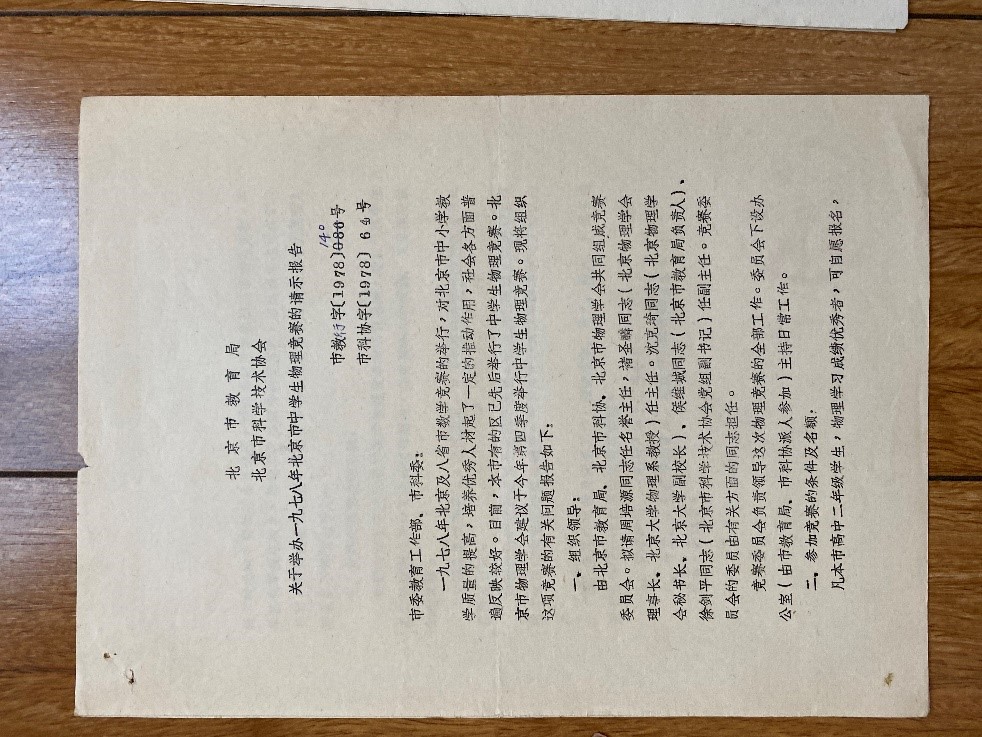 北京市教育局
北京市科学技术协会
关于举办一九七八年北京市中学生物理竞赛的请示报告
140
市教行字〔1978〕080号
市科协字〔1978〕64号
市委教育工作部、市科委：
一九七八年北京及八省市数学竞赛的举行，对北京市中小学教
学质量的提高，培养优秀人材起了一定的推动作用，社会各方面普
遍反映较好。目前，本市有的区已先后举行了中学生物理竞赛。北
京市物理学会建议于今年第四季度举行中学生物理竞赛。现将组织
这项竞赛的有关问题报告如下：
一、组织领导：
由北京市教育局、北京市科协、北京市物理学会共同组成竞赛
委员会。拟请周培源同志任名誉主任，褚圣麟同志（北京物理学会
理事长、北京大学物理系教授）任主任。沈克琦同志（北京物理学
会秘书长、北京大学副校长）、侯维城同志（北京市教育局负责人）、
徐剑平同志（北京市科学技术协会党组副书记）任副主任。竞赛委
员会的委员由有关方面的同志担任。
竞赛委员会负责领导这次物理竞赛的全部工作。委员会下设办
公室（由市教育局、市科协派人参加）主持日常工作。
二、参加竞赛的条件及名额：
凡本市高中二年级学生，物理学习成绩优秀者，可自愿报名，